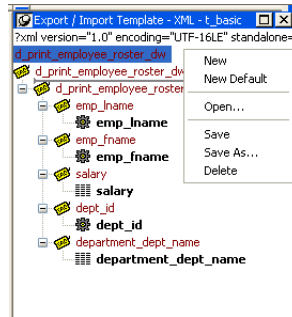 Export / Import Template - XML - t_basic
?xml version="1.0" encoding="UTF-16LE" standalone=
d_print_employee_roster_dw
d_print_employee_roster_dw
d_print_employee_roster
emp_lname
emp_lname
emp_fname
emp_fname
salary
salary
dept_id
dept_id
department_dept_name
department_dept_name
New
New Default
Open...
Save
Save As...
Delete